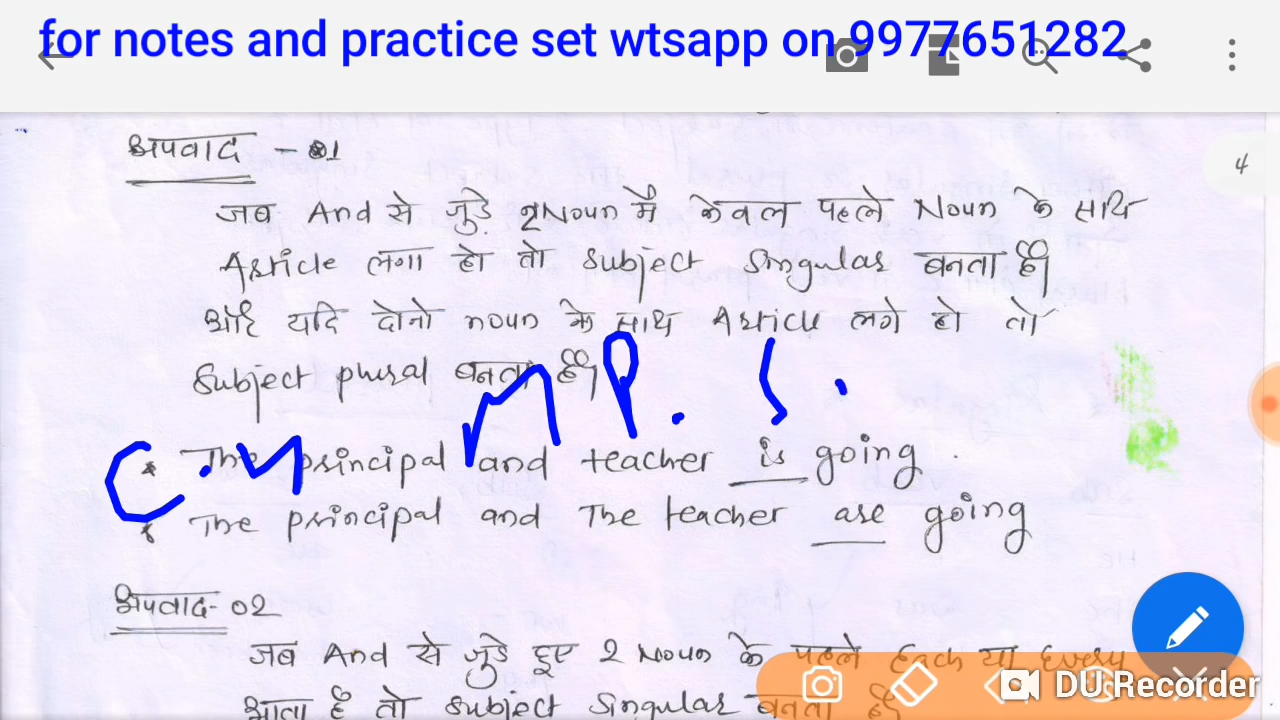 for notes and practice set wtsapp on 9977651282
अपवाद - 01
4
जब And से जुड़े 2 Noun मैं केवल पहले Noun के साथ
Article लगा हो तो subject singular बनता है।
और यदि दोनो noun के साथ Article लगे हो तो
subject plural बनता है।
M P. S.
C.
* The principal and teacher is going.
* The principal and The teacher are going
अपवाद- 02
जब And से जुड़े हुए 2 Noun के पहले Each या Every
आता है तो subject singular बनता है
DU Recorder